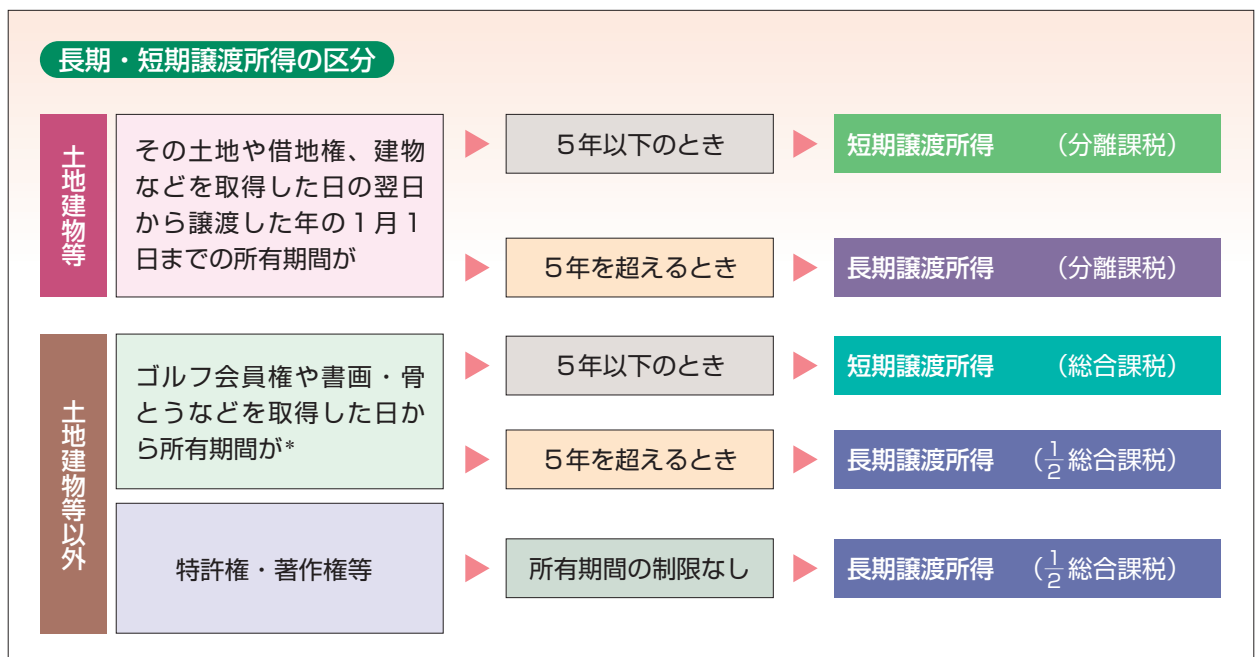 長期・短期譲渡所得の区分
土地建物等
その土地や借地権、建物
などを取得した日の翌日
から譲渡した年の１月１
日までの所有期間が
５年以下のとき
短期譲渡所得　（分離課税）
５年を超えるとき
長期譲渡所得　（分離課税）
土地建物等以外
ゴルフ会員権や書画・骨
とうなどを取得した日か
ら所有期間が*
５年以下のとき
短期譲渡所得　（総合課税）
５年を超えるとき
長期譲渡所得　（1/2総合課税）
特許権・著作権等
所有期間の制限なし
長期譲渡所得　（1/2総合課税）